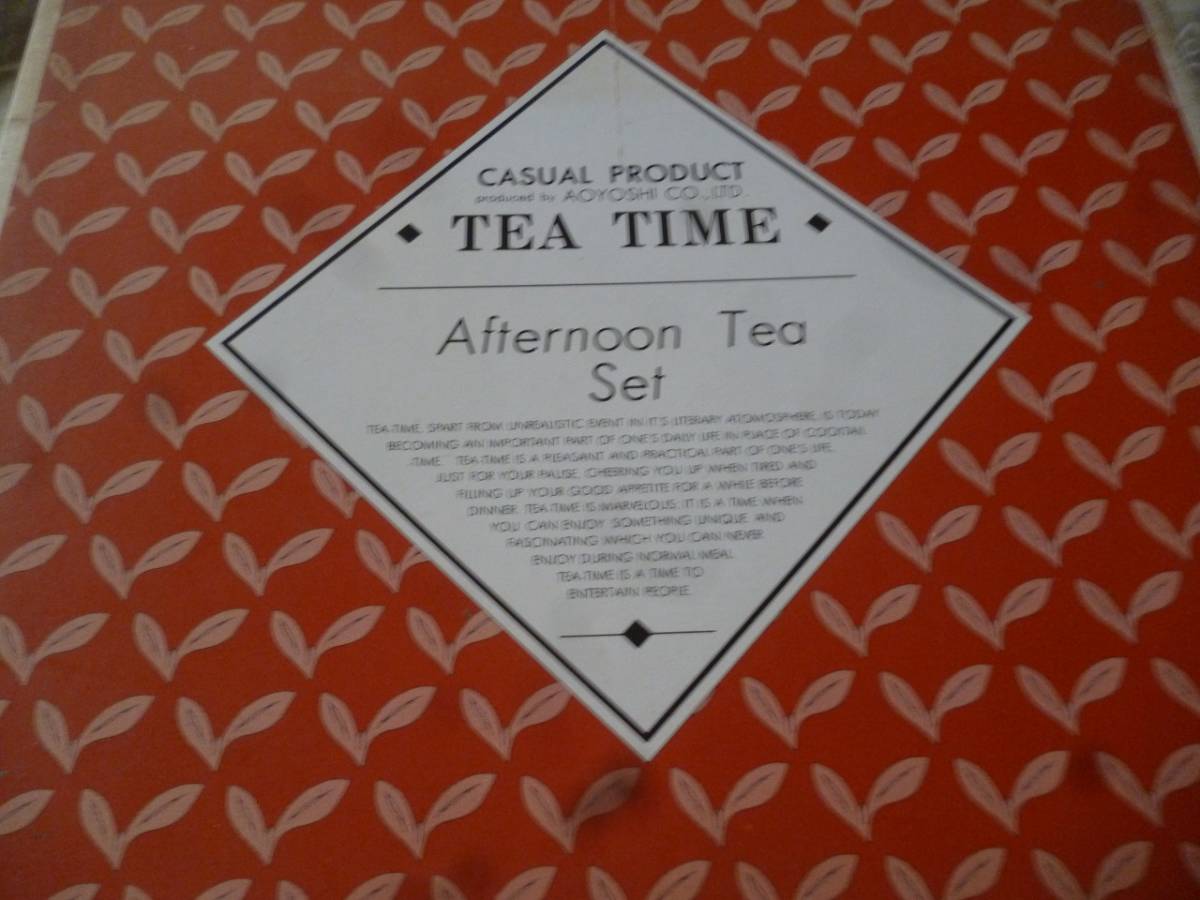 CASUAL PRODUCT
produced by AOYOSHI CO., LTD.
TEA TIME
Afternoon Tea
Set
TEA TIME, SPART FROM UNREALISTIC EVENT IN IT'S LITERARY ATOMOSPHERE, IS TODAY
BECOMING AN IMPORTANT PART OF ONE'S DAILY LIFE IN PLACE OF COCKTAIL
TIME. TEA TIME IS A PLEASANT AND PRACTICAL PART OF ONE'S LIFE,
JUST FOR YOUR PAUSE, CHEERING YOU UP WHEN TIRED AND
FILLING UP YOUR GOOD APPETITE FOR A WHILE BEFORE
DINNER. TEA TIME IS MARVELOUS. IT IS A TIME WHEN
YOU CAN ENJOY SOMETHING UNIQUE AND
FASCINATING WHICH YOU CAN NEVER
ENJOY DURING NORMAL MEAL.
TEA TIME IS A TIME TO
ENTERTAIN PEOPLE.